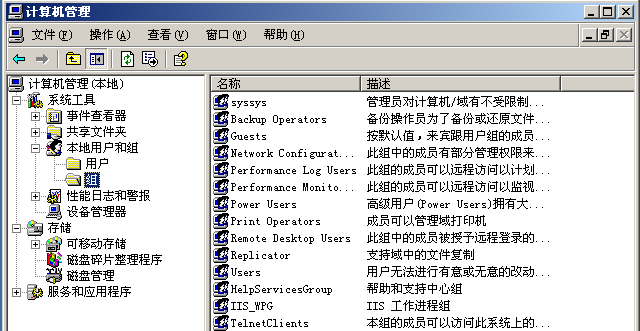 计算机管理
文件(F) 操作(A) 查看(V) 窗口(W) 帮助(H)
计算机管理(本地)
系统工具
事件查看器
共享文件夹
本地用户和组
用户
组
性能日志和警报
设备管理器
存储
可移动存储
磁盘碎片整理程序
磁盘管理
服务和应用程序
名称 描述
syssys 管理员对计算机/域有不受限制...
Backup Operators 备份操作员为了备份或还原文件...
Guests 按默认值，来宾跟用户组的成员...
Network Configurat... 此组中的成员有部分管理权限来...
Performance Log Users 此组的成员可以远程访问以计划...
Performance Monito... 此组的成员可以远程访问以监视...
Power Users 高级用户(Power Users)拥有大...
Print Operators 成员可以管理域打印机
Remote Desktop Users 此组中的成员被授予远程登录的...
Replicator 支持域中的文件复制
Users 用户无法进行有意或无意的改动...
HelpServicesGroup 帮助和支持中心组
IIS_WPG IIS 工作进程组
TelnetClients 本组的成员可以访问此系统上的...